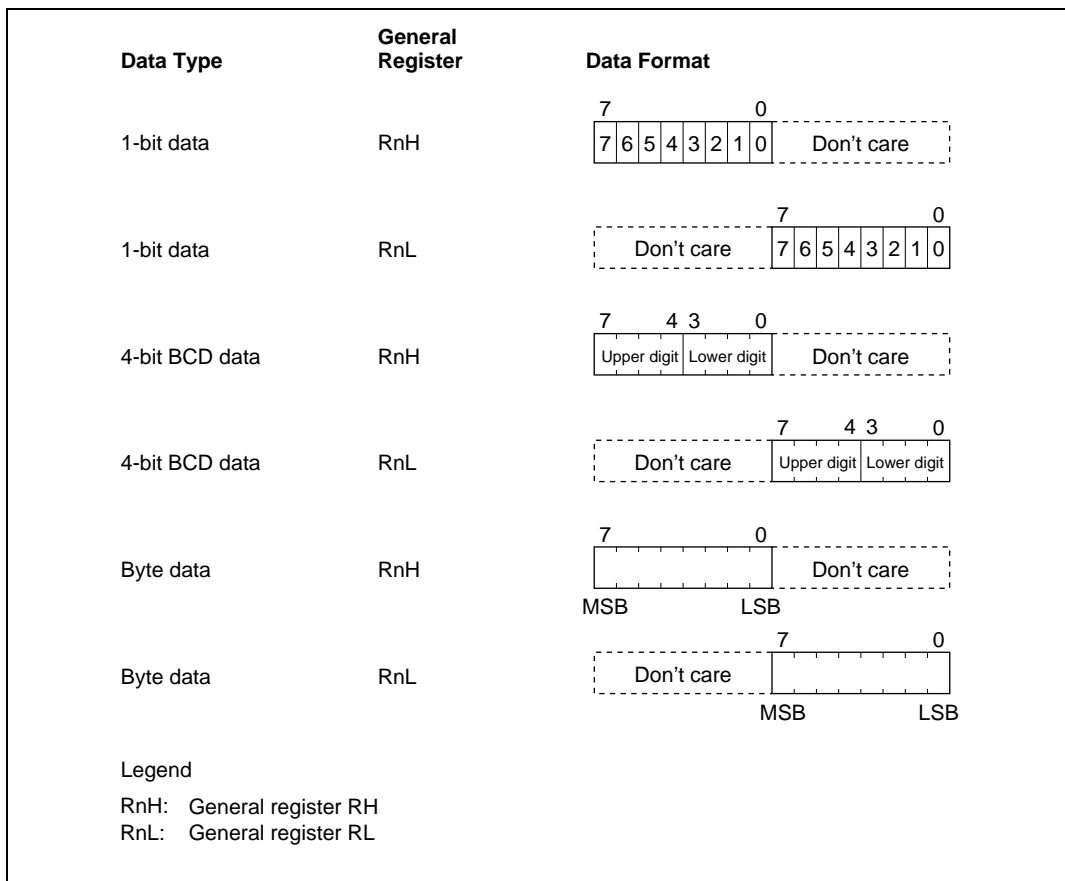 Data Type General Register Data Format
7 0
1-bit data RnH 7 6 5 4 3 2 1 0 Don't care
7 0
1-bit data RnL Don't care 7 6 5 4 3 2 1 0
7 4 3 0
4-bit BCD data RnH Upper digit Lower digit Don't care
7 4 3 0
4-bit BCD data RnL Don't care Upper digit Lower digit
7 0
Byte data RnH Don't care
MSB LSB
7 0
Byte data RnL Don't care
MSB LSB
Legend
RnH: General register RH
RnL: General register RL